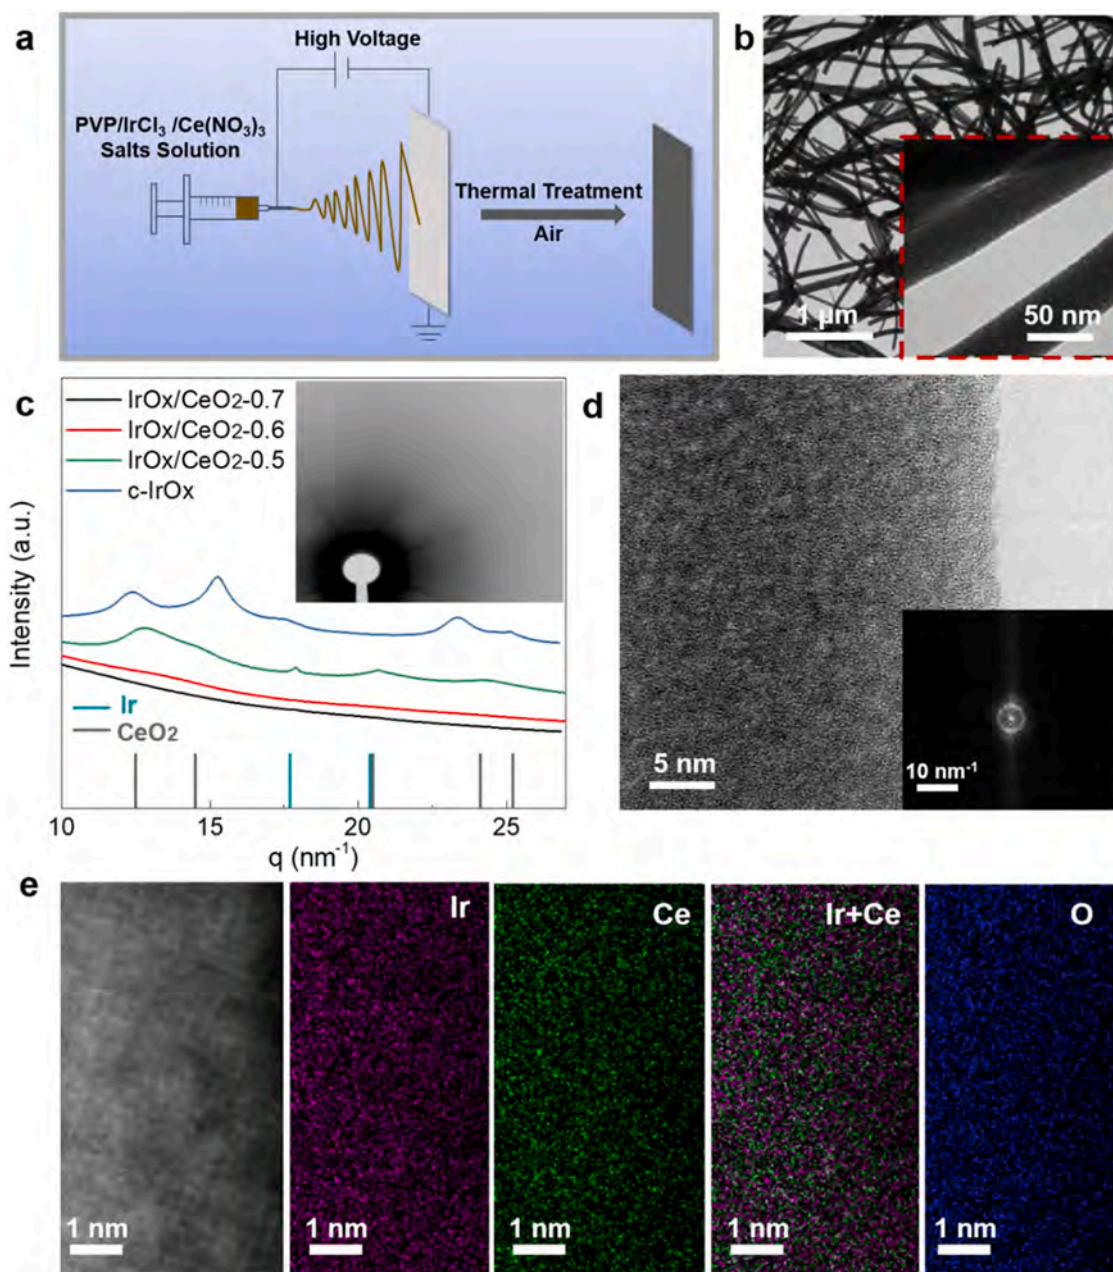 a
High Voltage
PVP/IrCl₃ /Ce(NO₃)₃
Salts Solution
Thermal Treatment
Air
b
1 µm
50 nm
c
IrOx/CeO2-0.7
IrOx/CeO2-0.6
IrOx/CeO2-0.5
c-IrOx
Intensity (a.u.)
Ir
CeO₂
10
15
20
25
q (nm⁻¹)
d
5 nm
10 nm⁻¹
e
Ir
Ce
Ir+Ce
O
1 nm
1 nm
1 nm
1 nm
1 nm